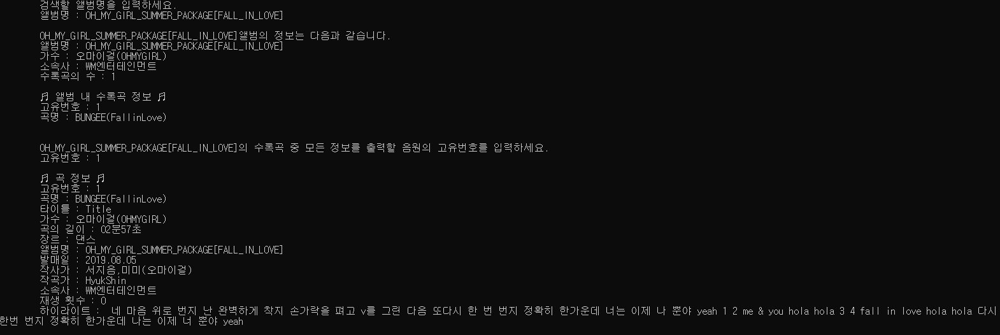 검색할 앨범명을 입력하세요.
앨범명 : OH_MY_GIRL_SUMMER_PACKAGE[FALL_IN_LOVE]
OH_MY_GIRL_SUMMER_PACKAGE[FALL_IN_LOVE]앨범의 정보는 다음과 같습니다.
앨범명 : OH_MY_GIRL_SUMMER_PACKAGE[FALL_IN_LOVE]
가수 : 오마이걸(OHMYGIRL)
소속사 : WM엔터테인먼트
수록곡의 수 : 1
♬ 앨범 내 수록곡 정보 ♬
고유번호 : 1
곡명 : BUNGEE(FallinLove)
OH_MY_GIRL_SUMMER_PACKAGE[FALL_IN_LOVE]의 수록곡 중 모든 정보를 출력할 음원의 고유번호를 입력하세요.
고유번호 : 1
♬ 곡 정보 ♬
고유번호 : 1
곡명 : BUNGEE(FallinLove)
타이틀 : Title
가수 : 오마이걸(OHMYGIRL)
곡의 길이 : 02분57초
장르 : 댄스
앨범명 : OH_MY_GIRL_SUMMER_PACKAGE[FALL_IN_LOVE]
발매일 : 2019.08.05
작사가 : 서지음,미미(오마이걸)
작곡가 : HyukShin
소속사 : WM엔터테인먼트
재생 횟수 : 0
하이라이트 :  네 마음 위로 번지 난 완벽하게 착지 손가락을 펴고 v를 그린 다음 또다시 한 번 번지 정확히 한가운데 너는 이제 나 뿐야 yeah 1 2 me & you hola hola 3 4 fall in love hola hola 다시
한번 번지 정확히 한가운데 나는 이제 너 뿐야 yeah